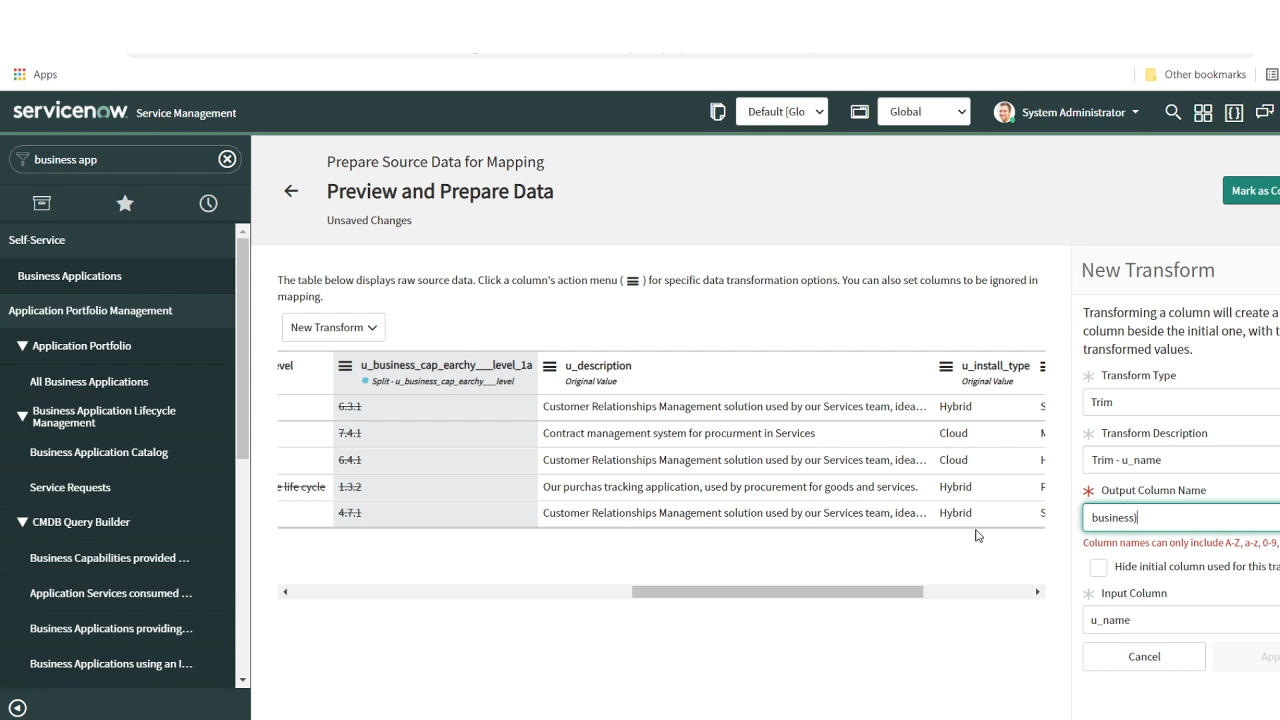 Apps
Other bookmarks
servicenow Service Management
Default [Glo
Global
System Administrator
business app
Self-Service
Business Applications
Application Portfolio Management
Application Portfolio
All Business Applications
Business Application Lifecycle
Management
Business Application Catalog
Service Requests
CMDB Query Builder
Business Capabilities provided ...
Application Services consumed ...
Business Applications providing...
Business Applications using an I...
Prepare Source Data for Mapping
Preview and Prepare Data
Unsaved Changes
Mark as Co
The table below displays raw source data. Click a column's action menu ( ) for specific data transformation options. You can also set columns to be ignored in
mapping.
New Transform
evel u_business_cap_earchy___level_1a u_description u_install_type
Split - u_business_cap_earchy___level Original Value Original Value
6.3.1 Customer Relationships Management solution used by our Services team, idea... Hybrid S
7.4.1 Contract management system for procurment in Services Cloud M
6.4.1 Customer Relationships Management solution used by our Services team, idea... Cloud H
e life cycle 1.3.2 Our purchas tracking application, used by procurement for goods and services. Hybrid F
4.7.1 Customer Relationships Management solution used by our Services team, idea... Hybrid S
New Transform
Transforming a column will create a
column beside the initial one, with t
transformed values.
Transform Type
Trim
Transform Description
Trim - u_name
Output Column Name
business)
Column names can only include A-Z, a-z, 0-9,
Hide initial column used for this tra
Input Column
u_name
Cancel
App